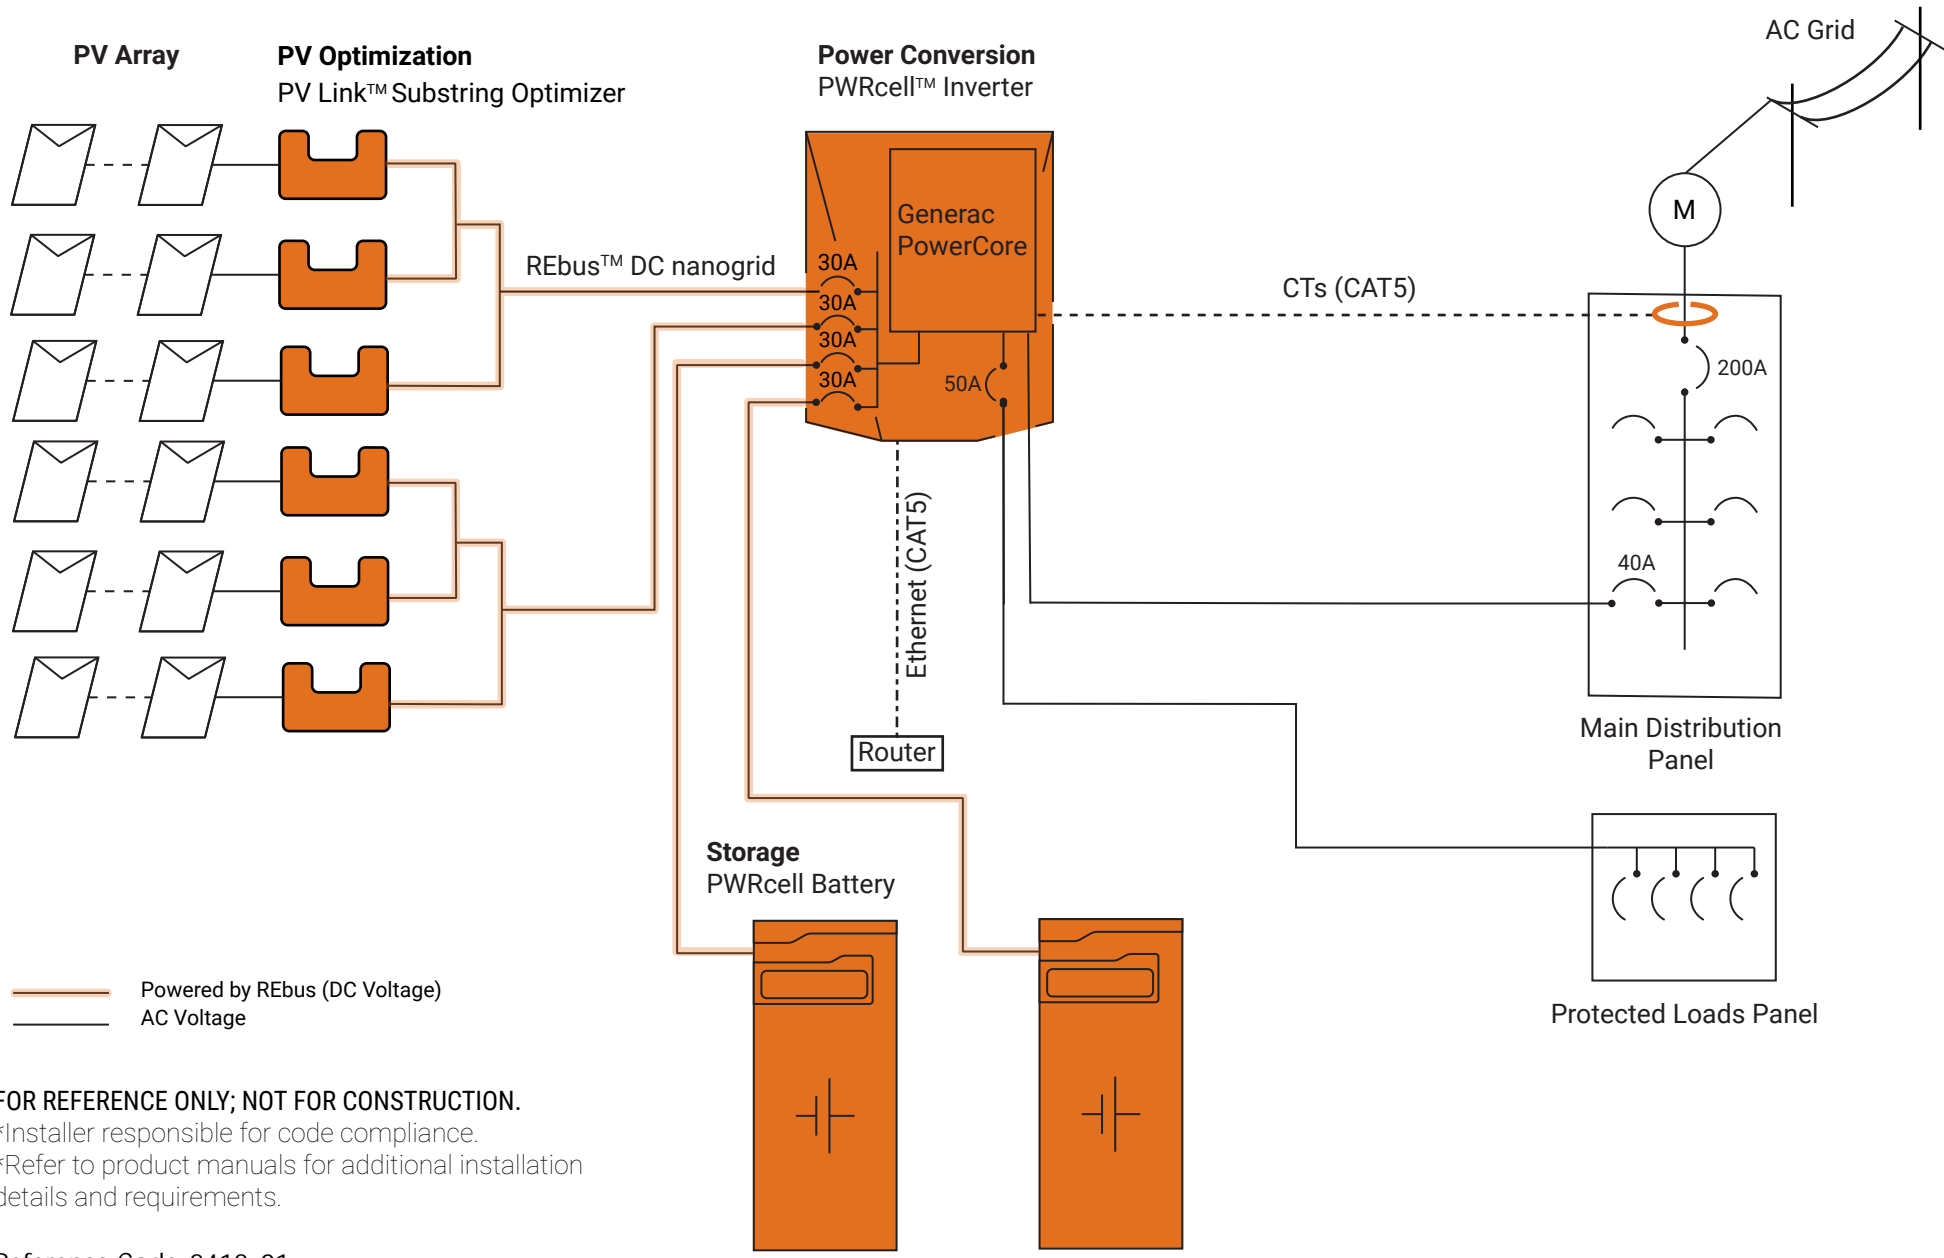 PV Array
PV Optimization
PV Link™ Substring Optimizer
Power Conversion
PWRcell™ Inverter
AC Grid
Generac
PowerCore
M
REbus™ DC nanogrid
30A
30A
30A
30A
50A
CTs (CAT5)
200A
40A
Ethernet (CAT5)
Router
Main Distribution
Panel
Storage
PWRcell Battery
Protected Loads Panel
Powered by REbus (DC Voltage)
AC Voltage
FOR REFERENCE ONLY; NOT FOR CONSTRUCTION.
*Installer responsible for code compliance.
*Refer to product manuals for additional installation
details and requirements.